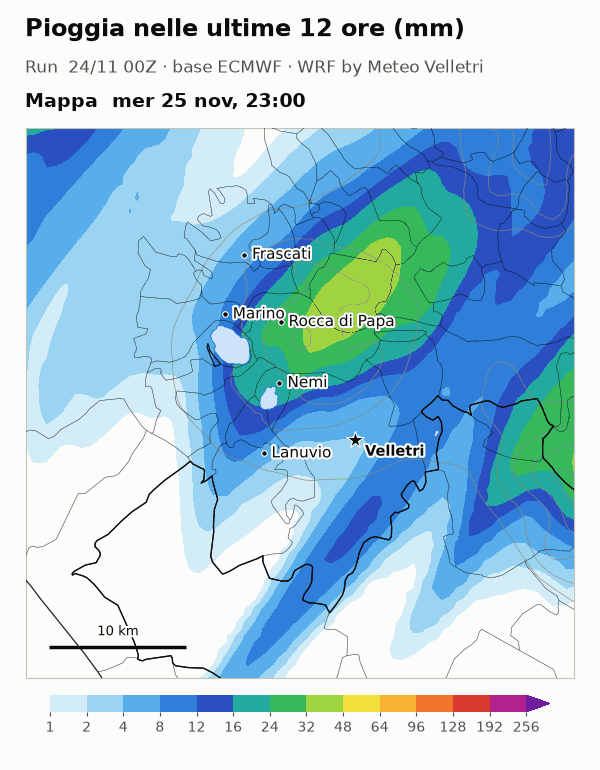 Pioggia nelle ultime 12 ore (mm)
Run  24/11 00Z · base ECMWF · WRF by Meteo Velletri
Mappa  mer 25 nov, 23:00
Frascati
Marino
Rocca di Papa
Nemi
Velletri
Lanuvio
10 km
1 2 4 8 12 16 24 32 48 64 96 128 192 256